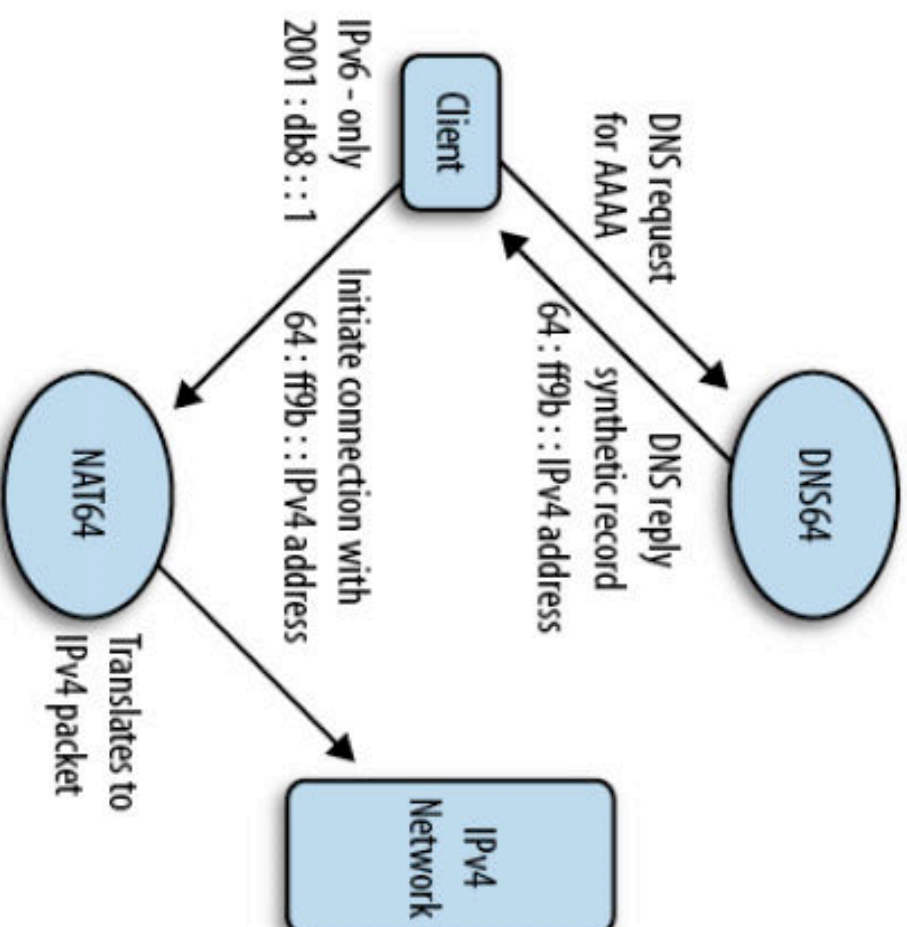 DNS64
DNS request
for AAAA
DNS reply
synthetic record
64 : ff9b : : IPv4 address
Client
IPv6 - only
2001 : db8 : : : 1
Initiate connection with
64 : ff9b : : IPv4 address
IPv4
Network
NAT64
Translates to
IPv4 packet